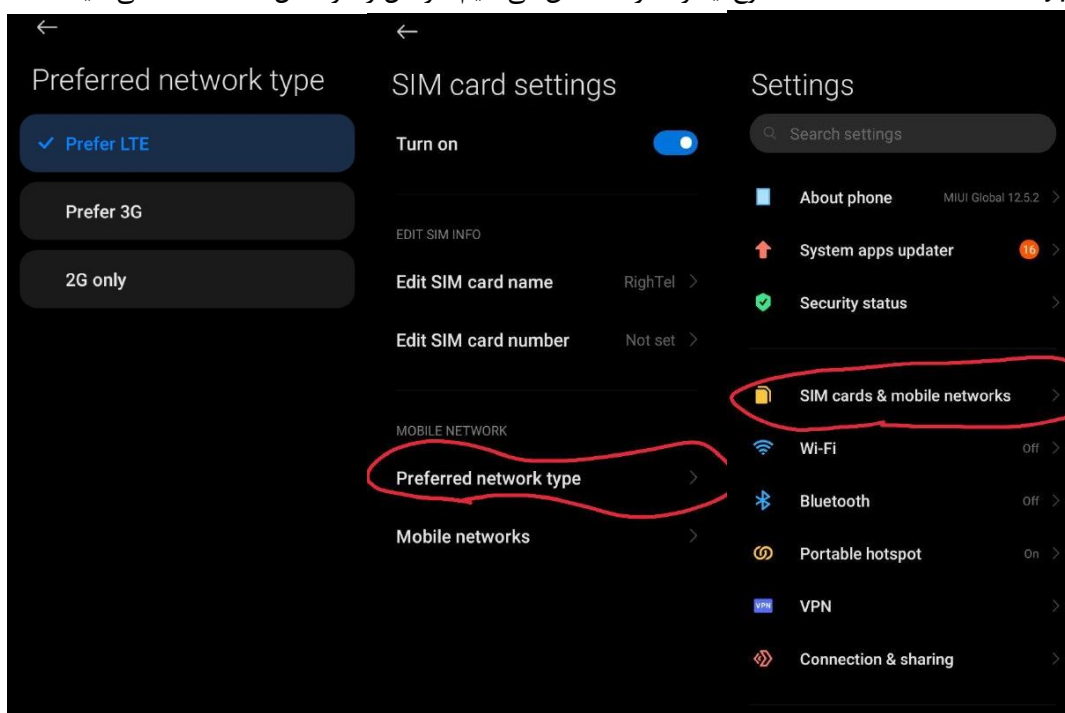 Preferred network type
Prefer LTE
Prefer 3G
2G only
SIM card settings
Turn on
EDIT SIM INFO
Edit SIM card name RighTel
Edit SIM card number Not set
MOBILE NETWORK
Preferred network type
Mobile networks
Settings
Search settings
About phone MIUI Global 12.5.2
System apps updater 16
Security status
SIM cards & mobile networks
Wi-Fi Off
Bluetooth Off
Portable hotspot On
VPN VPN
Connection & sharing